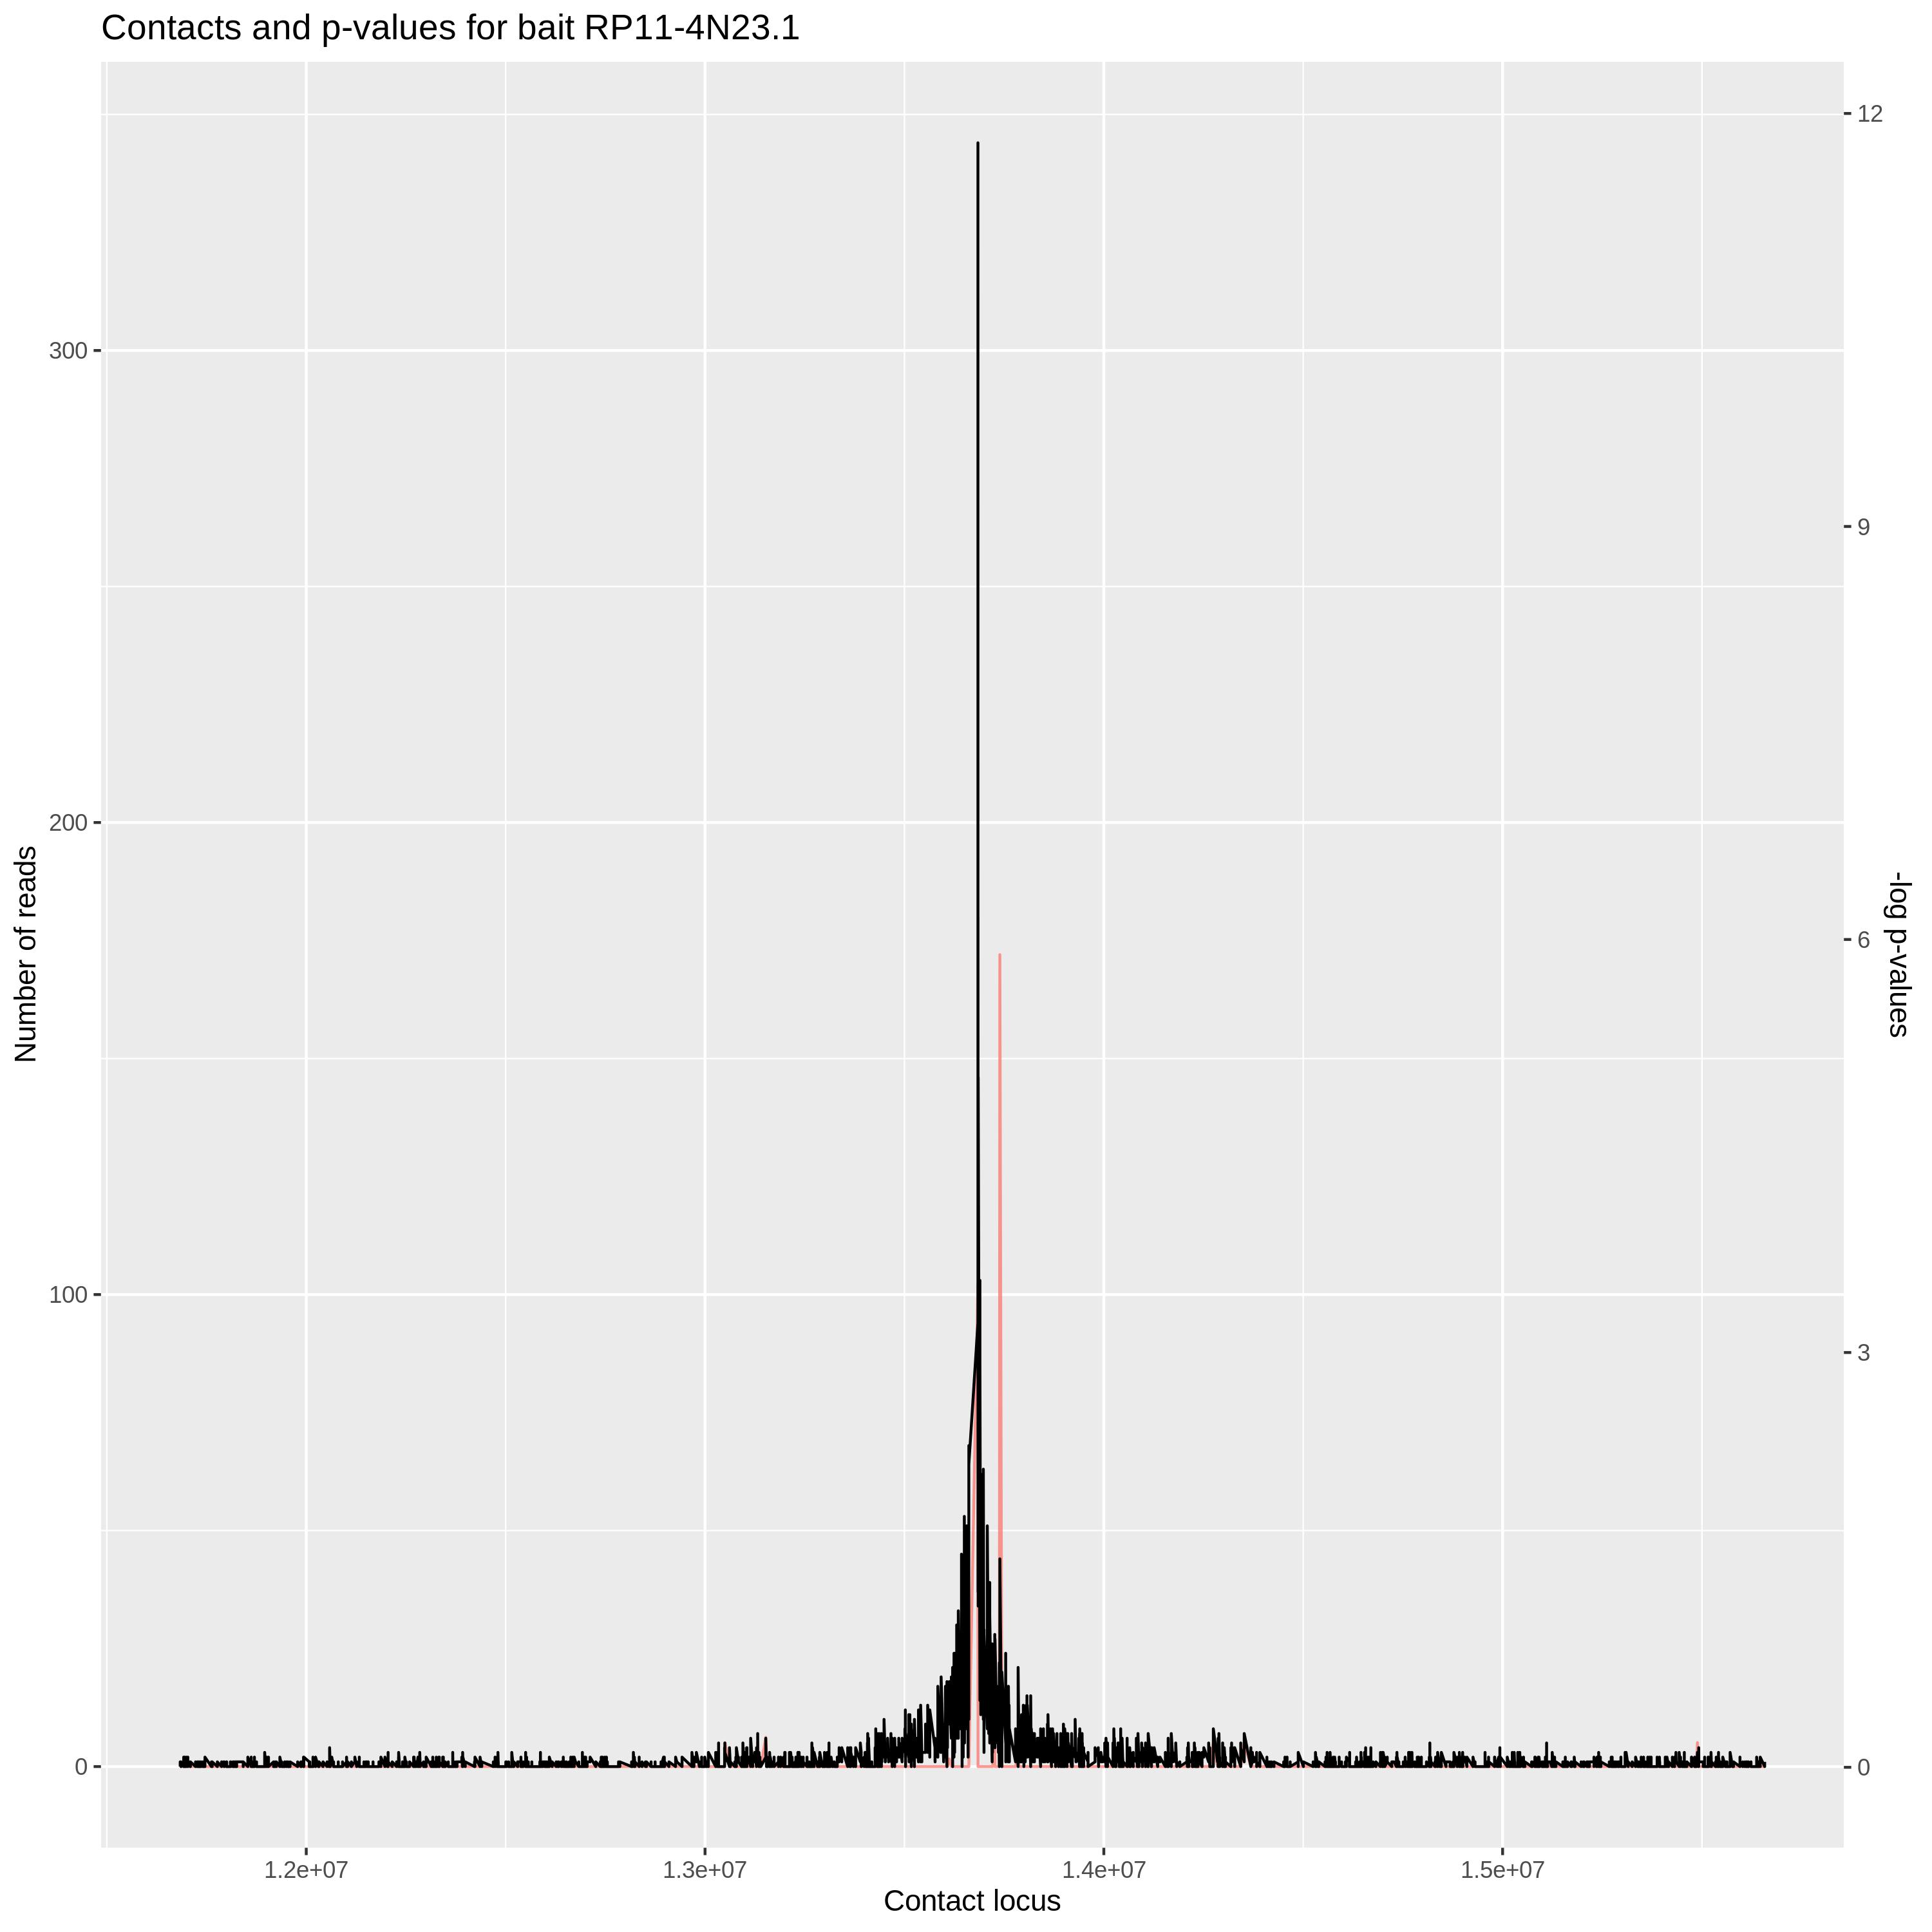 Contacts and p-values for bait RP11-4N23.1
Number of reads
300
200
100
0
12
9
6
3
0
-log p-values
1.2e+07 1.3e+07 1.4e+07 1.5e+07
Contact locus